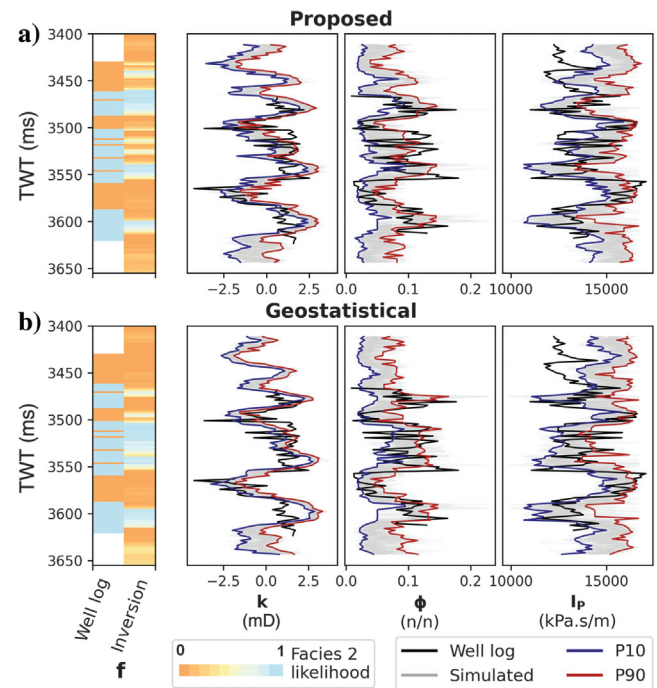 Proposed
a)
3400
3450
3500
3550
3600
3650
TWT (ms)
−2.5 0.0 2.5 0.0 0.1 0.2 10000 15000
Geostatistical
b)
3400
3450
3500
3550
3600
3650
TWT (ms)
−2.5 0.0 2.5 0.0 0.1 0.2 10000 15000
Well log Inversion
f
k
(mD)
ϕ
(n/n)
IP
(kPa.s/m)
0 1 Facies 2
likelihood
Well log P10
Simulated P90